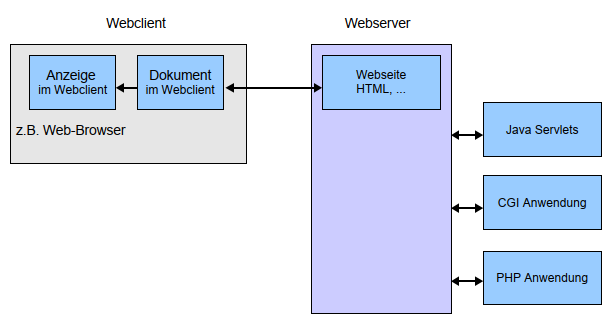 Webclient
Webserver
Anzeige
im Webclient
Dokument
im Webclient
z.B. Web-Browser
Webseite
HTML, ...
Java Servlets
CGI Anwendung
PHP Anwendung